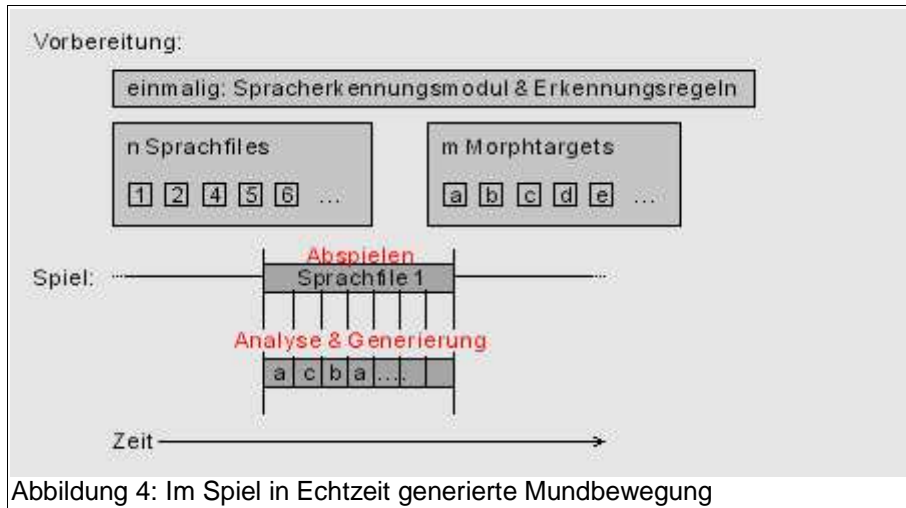 Vorbereitung:
einmalig: Spracherkennungsmodul & Erkennungsregeln
n Sprachfiles
1 2 4 5 6 ...
m Morphtargets
a b c d e ...
Abspielen
Spiel:
Sprachfile 1
Analyse & Generierung
a c b a ....
Zeit
Abbildung 4: Im Spiel in Echtzeit generierte Mundbewegung